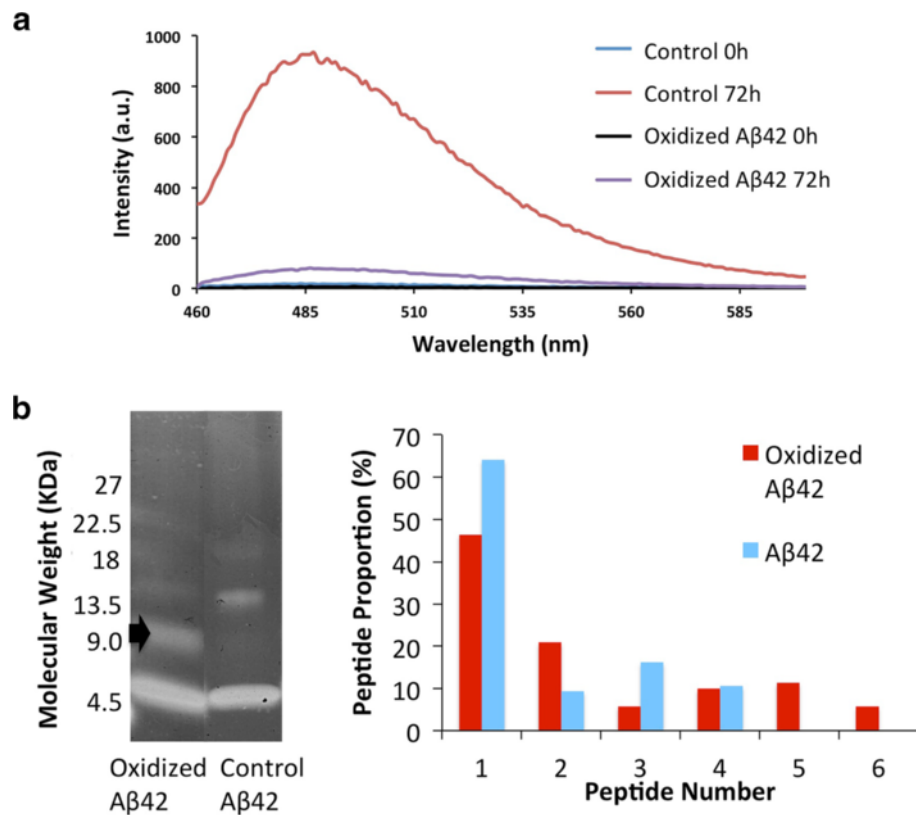 a
1000
800
600
400
200
0
Intensity (a.u.)
460 485 510 535 560 585
Wavelength (nm)
Control 0h
Control 72h
Oxidized Aβ42 0h
Oxidized Aβ42 72h
b
Molecular Weight (KDa)
27
22.5
18
13.5
9.0
4.5
Oxidized Control
Aβ42 Aβ42
Peptide Proportion (%)
70
60
50
40
30
20
10
0
1 2 3 4 5 6
Peptide Number
Oxidized
Aβ42
Aβ42